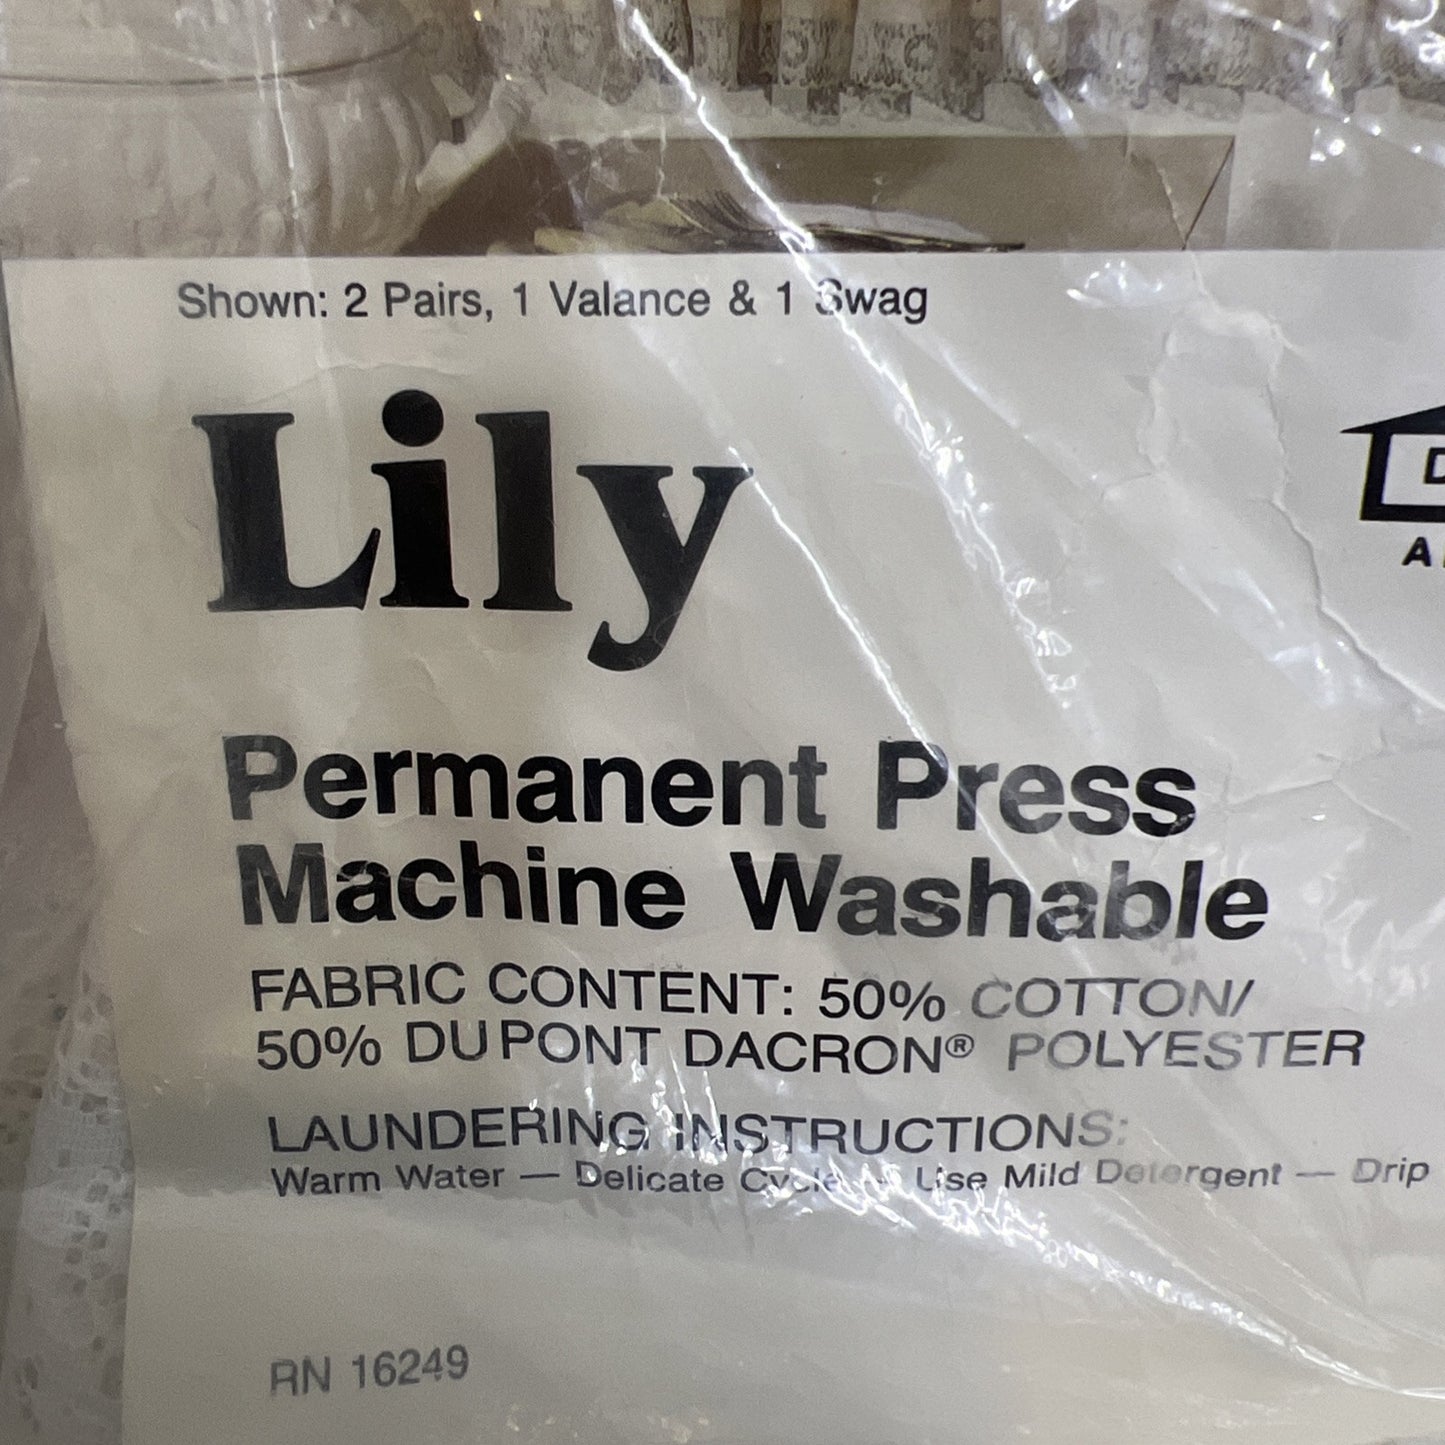 Shown: 2 Pairs, 1 Valance & 1 Swag
Lily
Permanent Press
Machine Washable
FABRIC CONTENT: 50% COTTON/
50% DUPONT DACRON® POLYESTER
LAUNDERING INSTRUCTIONS:
Warm Water — Delicate Cycle — Use Mild Detergent — Drip
RN 16249